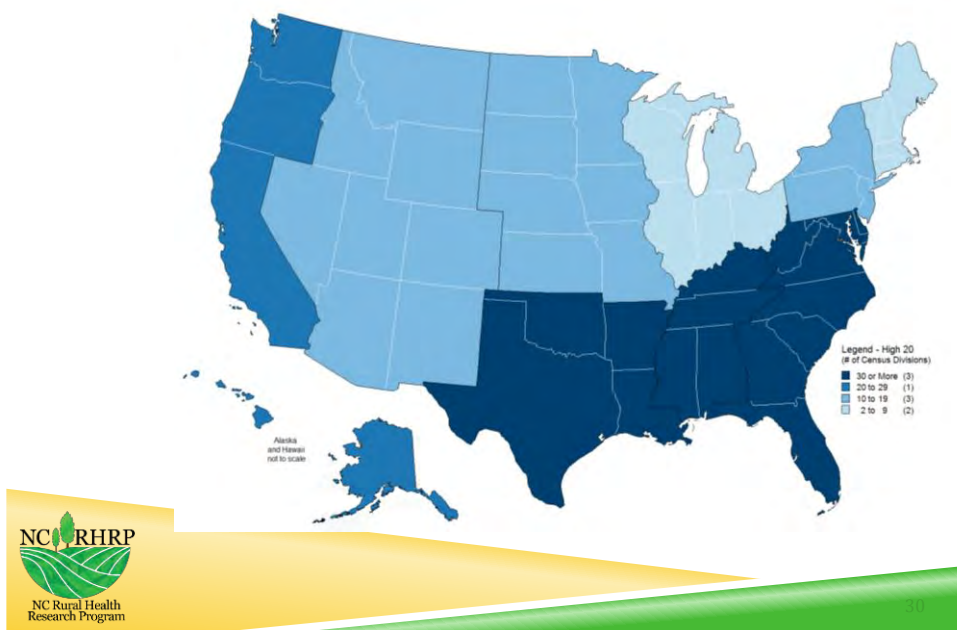 Legend - High 20
(# of Census Divisions)
30 or More (3)
20 to 29 (1)
10 to 19 (3)
2 to 9 (2)
Alaska
and Hawaii
not to scale
NC RHRP
NC Rural Health
Research Program
30